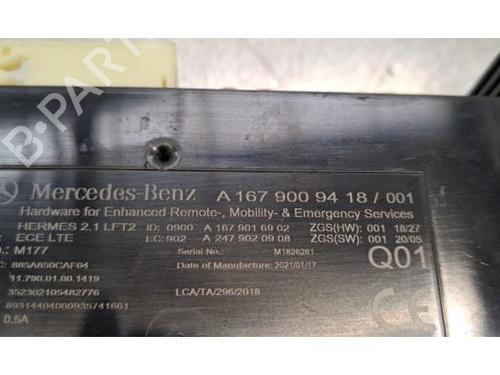 B-PARTS
Mercedes-Benz A 167 900 94 18 / 001
Hardware for Enhanced Remote-, Mobility- & Emergency Services
HERMES 2.1 LFT2 ID: 0900 A 167 901 69 02 ZGS(HW): 001 18/27
ECE LTE EC: 902 A 247 902 09 08 ZGS(SW): 001 20/05
M177 Serial No.: M1826261 Q01
885A850CAF04 Date of Manufacture: 2021/01/17
11.790.01.00.1419
352302105482776 LCA/TA/296/2018
89314404000935741661
0.5A
CE